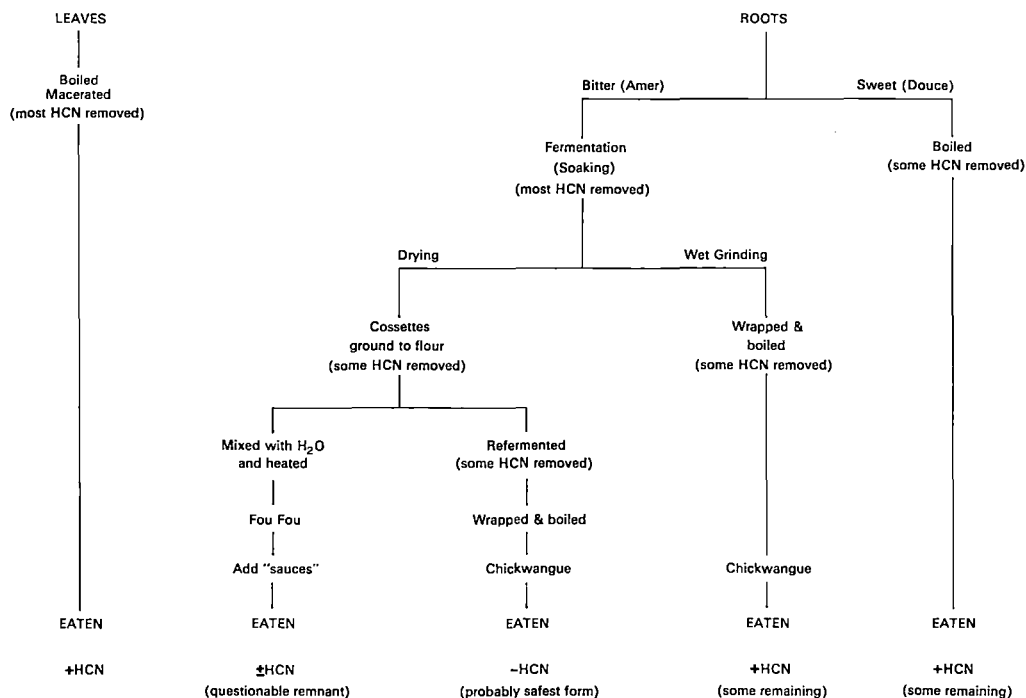 LEAVES
Boiled
Macerated
(most HCN removed)
ROOTS
Bitter (Amer)
Sweet (Douce)
Fermentation
(Soaking)
(most HCN removed)
Boiled
(some HCN removed)
Drying
Wet Grinding
Cossettes
ground to flour
(some HCN removed)
Wrapped &
boiled
(some HCN removed)
Mixed with H₂O
and heated
Refermented
(some HCN removed)
Fou Fou
Wrapped & boiled
Add "sauces"
Chickwangue
Chickwangue
EATEN
EATEN
EATEN
EATEN
EATEN
+HCN
±HCN
(questionable remnant)
−HCN
(probably safest form)
+HCN
(some remaining)
+HCN
(some remaining)